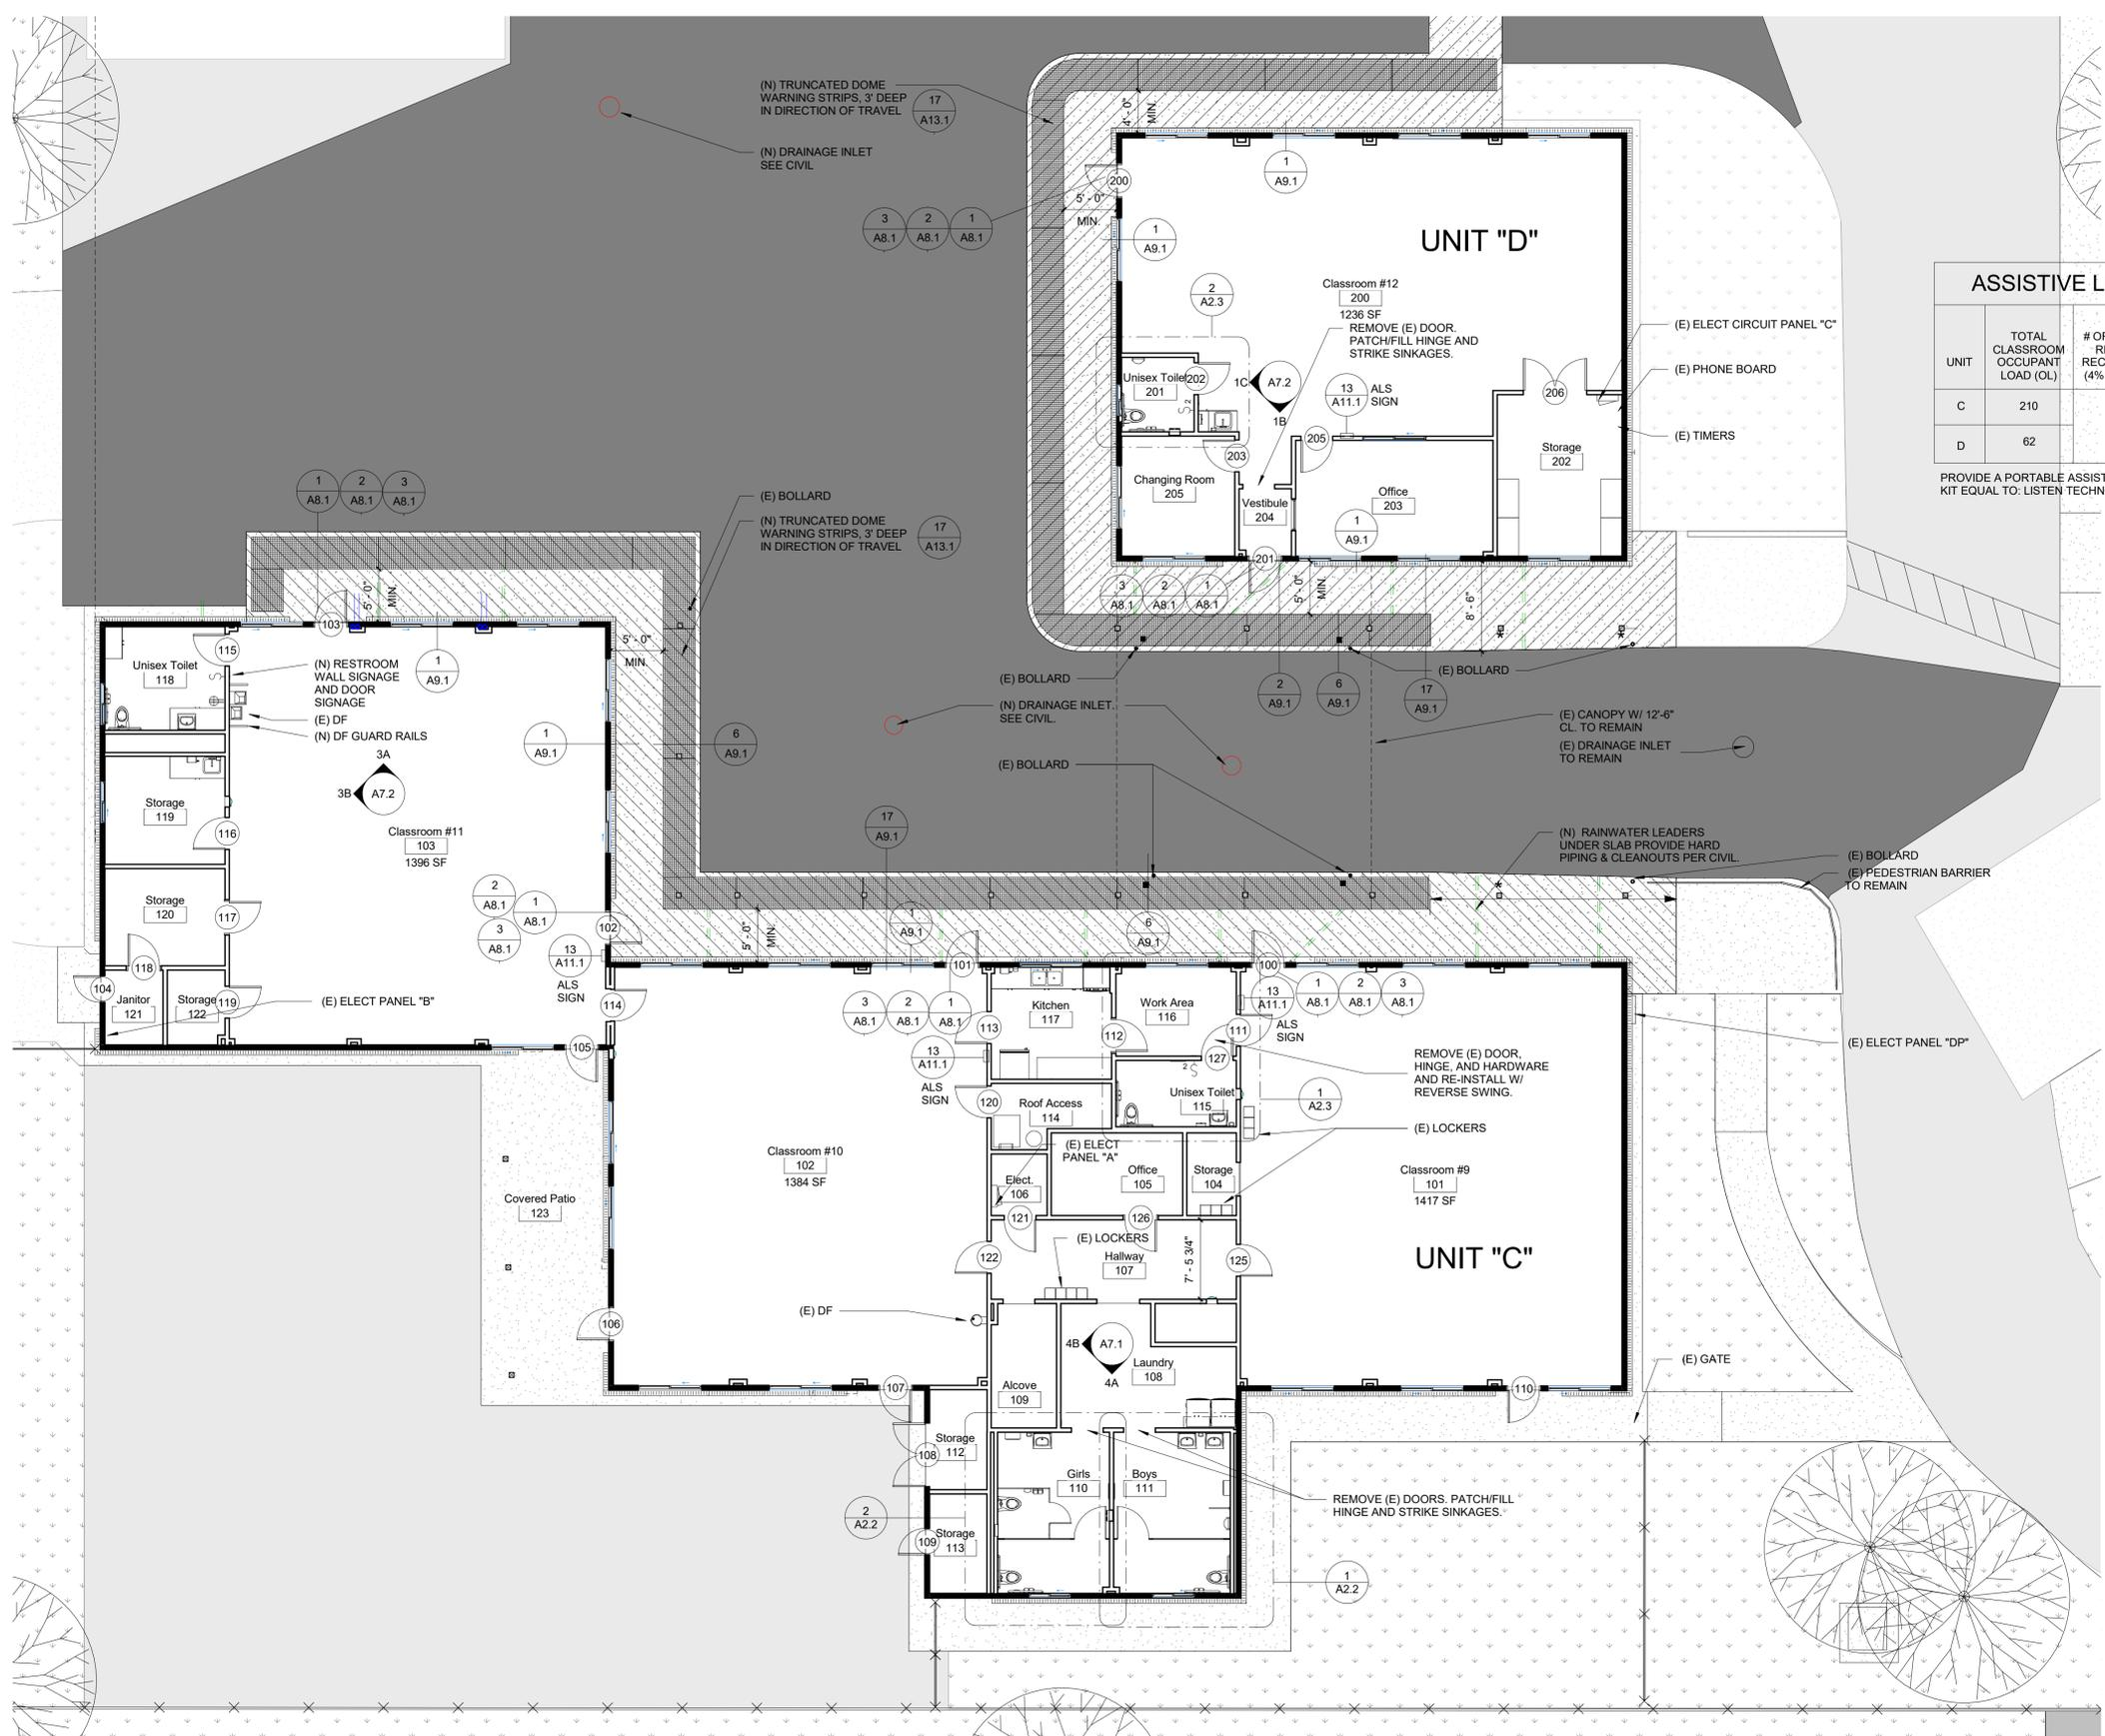 (N) TRUNCATED DOME
WARNING STRIPS, 3' DEEP
IN DIRECTION OF TRAVEL
17
A13.1
(N) DRAINAGE INLET
SEE CIVIL
4' - 0"
MIN.
1
A9.1
200
5' - 0"
MIN.
3
A8.1
2
A8.1
1
A8.1
1
A9.1
UNIT "D"
2
A2.3
Classroom #12
200
1236 SF
REMOVE (E) DOOR.
PATCH/FILL HINGE AND
STRIKE SINKAGES.
(E) ELECT CIRCUIT PANEL "C"
(E) PHONE BOARD
(E) TIMERS
ASSISTIVE L
UNIT
TOTAL
CLASSROOM
OCCUPANT
LOAD (OL)
# OF
R
REC
(4%
C
210
D
62
PROVIDE A PORTABLE ASSIST
KIT EQUAL TO: LISTEN TECHN
Unisex Toilet
201
202
2
1C
A7.2
1B
13
A11.1
ALS
SIGN
206
205
203
Storage
202
Changing Room
205
Vestibule
204
Office
203
1
A9.1
201
1
A8.1
2
A8.1
3
A8.1
(E) BOLLARD
(N) TRUNCATED DOME
WARNING STRIPS, 3' DEEP
IN DIRECTION OF TRAVEL
17
A13.1
3
A8.1
2
A8.1
1
A8.1
5' - 0"
MIN.
8' - 6"
5' - 0"
MIN.
103
115
Unisex Toilet
118
(N) RESTROOM
WALL SIGNAGE
AND DOOR
SIGNAGE
(E) DF
(N) DF GUARD RAILS
1
A9.1
5' - 0"
MIN.
(E) BOLLARD
(N) DRAINAGE INLET.
SEE CIVIL.
(E) BOLLARD
2
A9.1
6
A9.1
17
A9.1
(E) BOLLARD
(E) CANOPY W/ 12'-6"
CL. TO REMAIN
(E) DRAINAGE INLET
TO REMAIN
1
A9.1
6
A9.1
3A
3B
A7.2
Storage
119
116
Classroom #11
103
1396 SF
17
A9.1
(N) RAINWATER LEADERS
UNDER SLAB PROVIDE HARD
PIPING & CLEANOUTS PER CIVIL.
(E) BOLLARD
(E) PEDESTRIAN BARRIER
TO REMAIN
Storage
120
117
2
A8.1
1
A8.1
3
A8.1
102
5' - 0"
MIN.
1
A9.1
6
A9.1
13
A11.1
ALS
SIGN
118
104
Janitor
121
Storage
122
119
(E) ELECT PANEL "B"
114
105
101
100
3
A8.1
2
A8.1
1
A8.1
113
Kitchen
117
112
Work Area
116
13
A11.1
ALS
SIGN
1
A8.1
2
A8.1
3
A8.1
111
127
(E) ELECT PANEL "DP"
REMOVE (E) DOOR,
HINGE, AND HARDWARE
AND RE-INSTALL W/
REVERSE SWING.
13
A11.1
ALS
SIGN
120
Roof Access
114
2
Unisex Toilet
115
1
A2.3
(E) LOCKERS
(E) ELECT
PANEL "A"
Classroom #10
102
1384 SF
Elect.
106
Office
105
Storage
104
Classroom #9
101
1417 SF
Covered Patio
123
121
126
(E) LOCKERS
Hallway
107
7' - 5 3/4"
122
125
UNIT "C"
(E) DF
106
4B
A7.1
4A
Laundry
108
(E) GATE
Alcove
109
107
110
Storage
112
108
Girls
110
Boys
111
REMOVE (E) DOORS. PATCH/FILL
HINGE AND STRIKE SINKAGES.
2
A2.2
Storage
113
109
1
A2.2